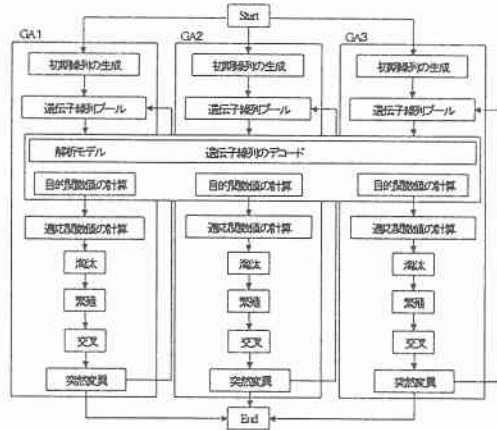 Start
GA1
GA2
GA3
初期線列の生成
初期線列の生成
初期線列の生成
遺伝子線列プール
遺伝子線列プール
遺伝子線列プール
解析モデル
遺伝子線列のデコード
目的関数値の計算
目的関数値の計算
目的関数値の計算
適応関数値の計算
適応関数値の計算
適応関数値の計算
淘汰
淘汰
淘汰
繁殖
繁殖
繁殖
交叉
交叉
交叉
突然変異
突然変異
突然変異
End